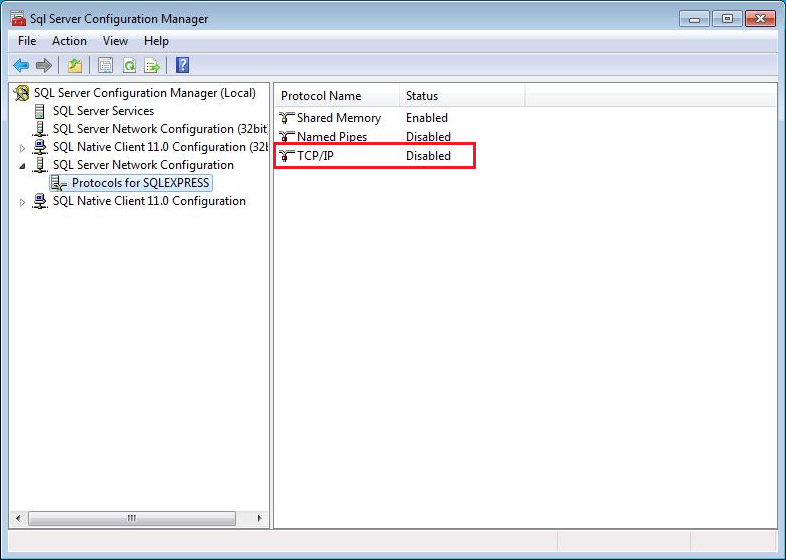 Sql Server Configuration Manager
File Action View Help
SQL Server Configuration Manager (Local)
SQL Server Services
SQL Server Network Configuration (32bit
SQL Native Client 11.0 Configuration (32b
SQL Server Network Configuration
Protocols for SQLEXPRESS
SQL Native Client 11.0 Configuration
Protocol Name Status
Shared Memory Enabled
Named Pipes Disabled
TCP/IP Disabled